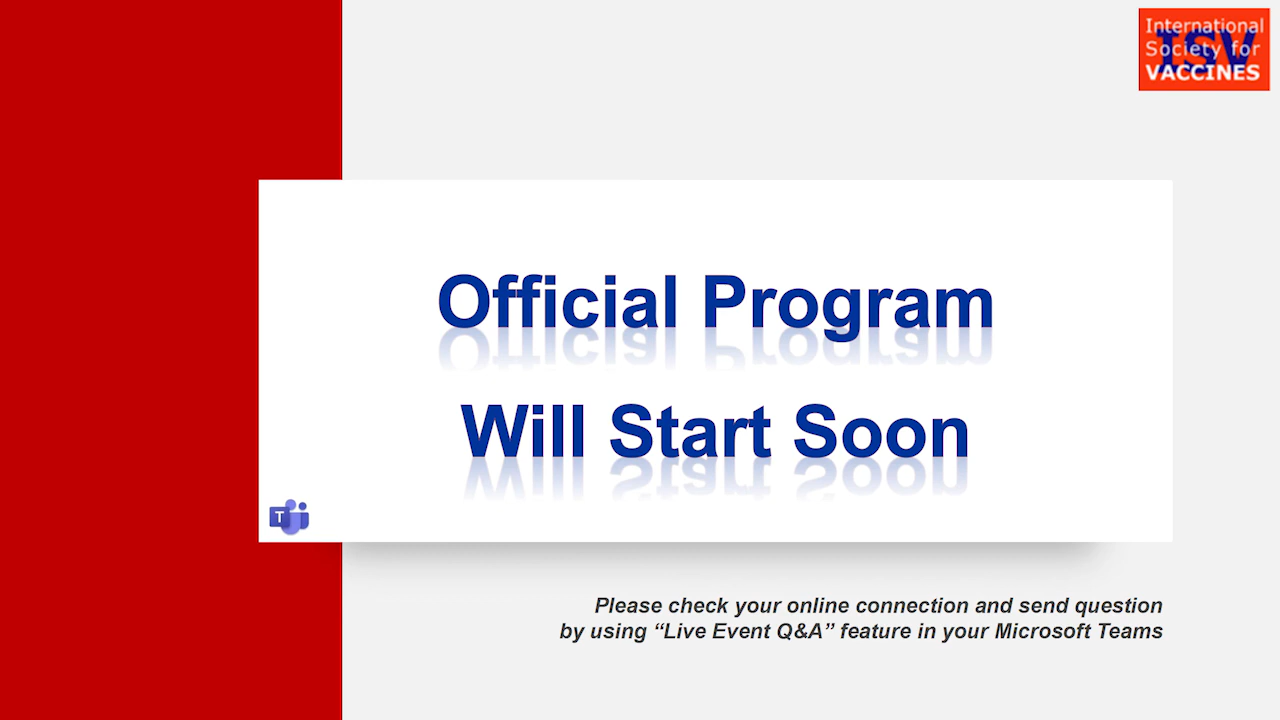 International
Society for
VACCINES
ISV
Official Program
Will Start Soon
T
Please check your online connection and send question
by using “Live Event Q&A” feature in your Microsoft Teams